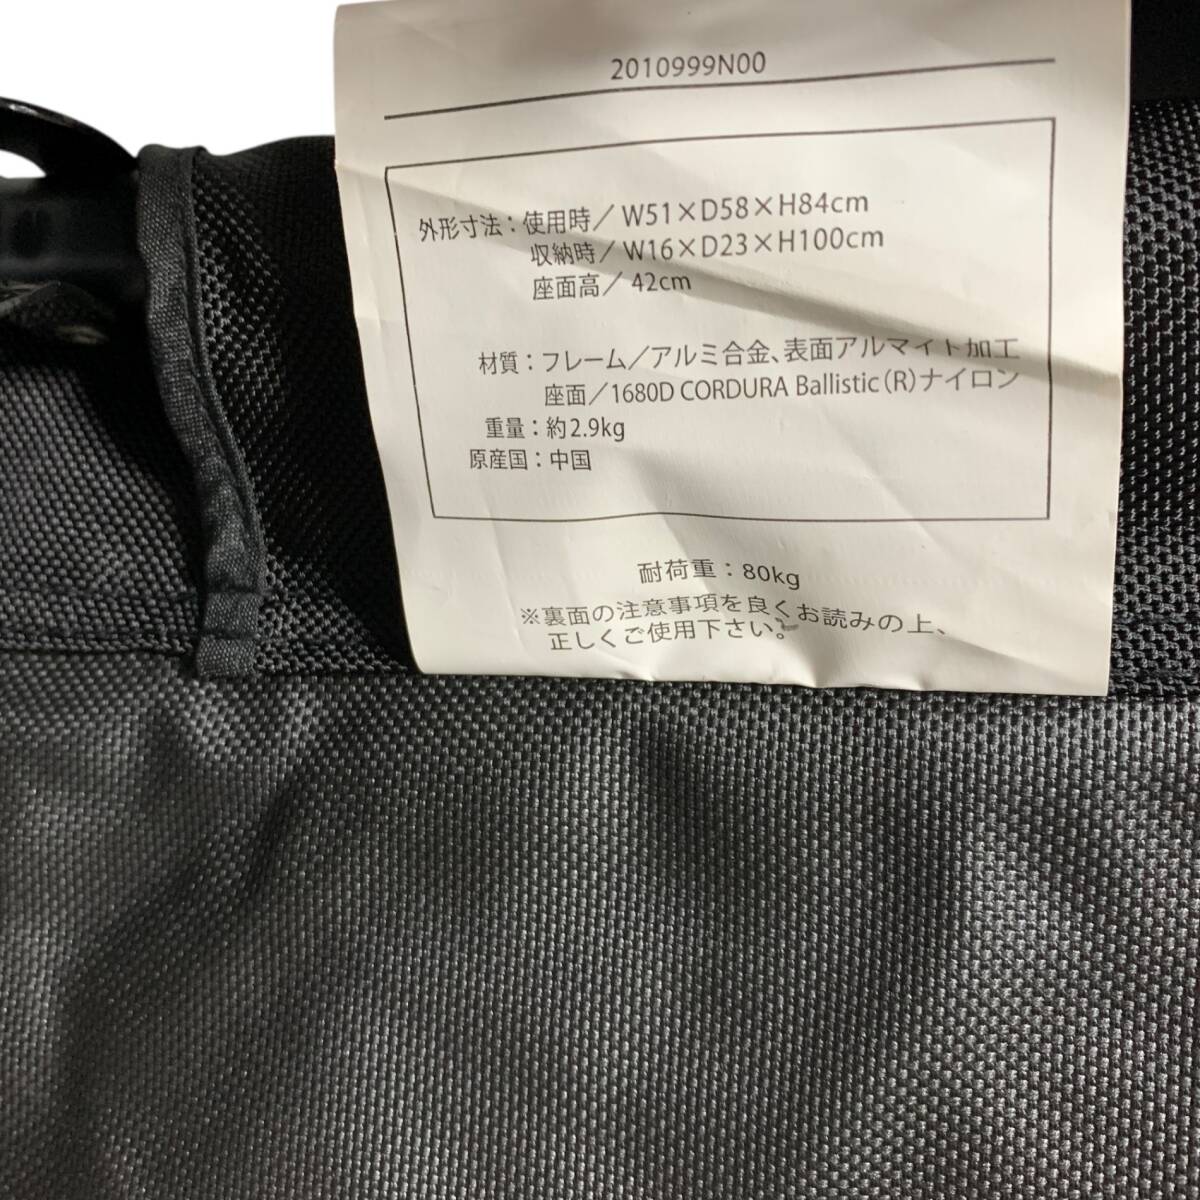 2010999N00
外形寸法：使用時／W51×D58×H84cm
収納時／W16×D23×H100cm
座面高／42cm
材質：フレーム／アルミ合金、表面アルマイト加工
座面／1680D CORDURA Ballistic（R）ナイロン
重量：約2.9kg
原産国：中国
耐荷重：80kg
※裏面の注意事項を良くお読みの上、
正しくご使用下さい。